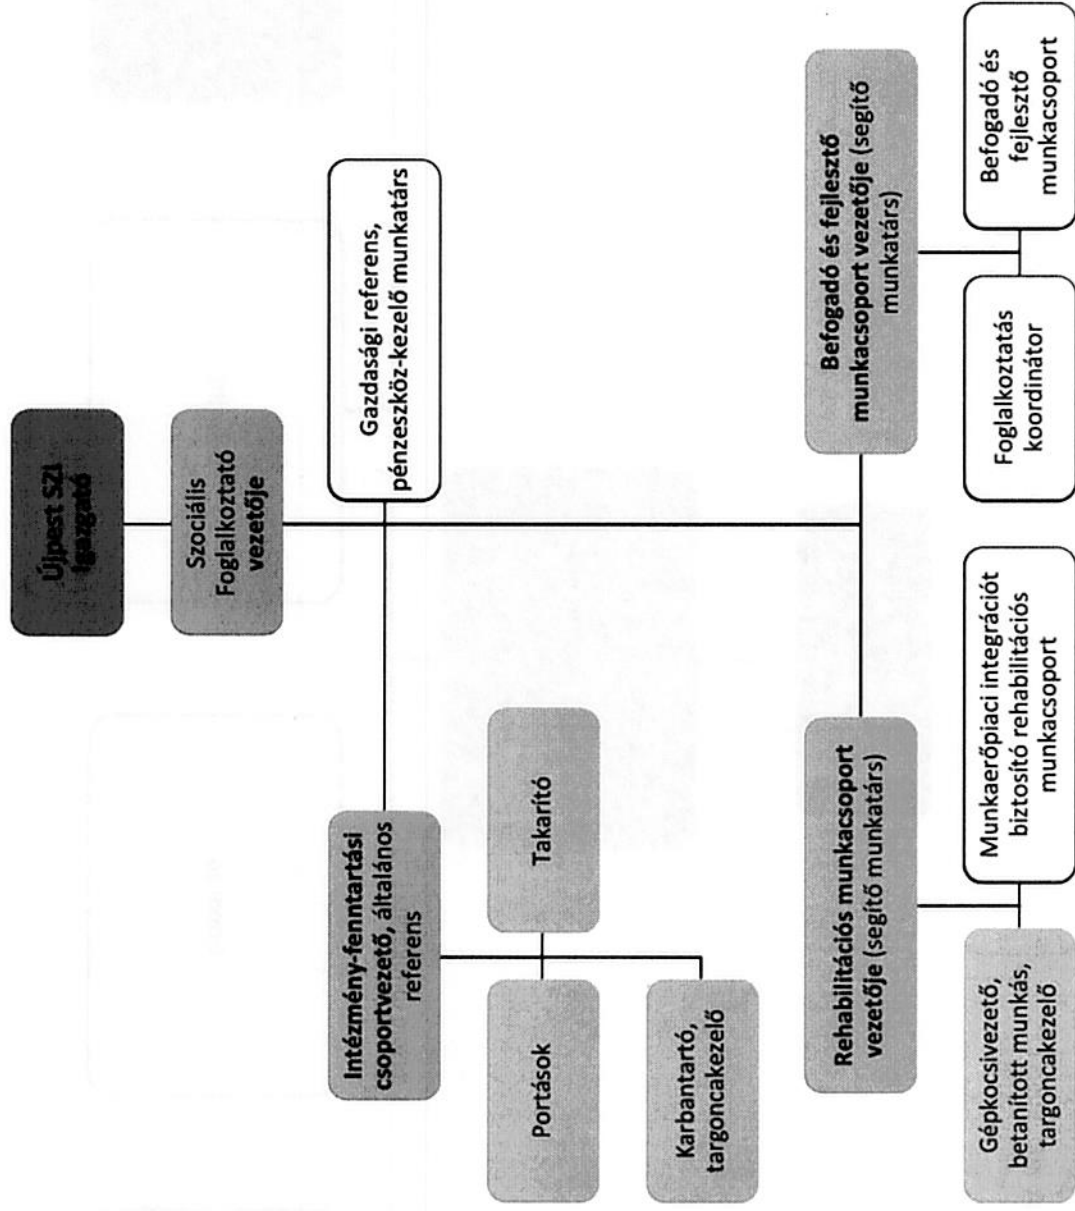 Újpest SZI
Igazgató
Szociális
Foglalkoztató
vezetője
Intézmény-fenntartási
csoportvezető, általános
referens
Gazdasági referens,
pénzeszköz-kezelő munkatárs
Portások
Takarító
Karbantartó,
targoncakezelő
Rehabilitációs munkacsoport
vezetője (segítő munkatárs)
Befogadó és fejlesztő
munkacsoport vezetője (segítő
munkatárs)
Gépkocsivezető,
betanított munkás,
targoncakezelő
Munkaerőpiaci integrációt
biztosító rehabilitációs
munkacsoport
Foglalkoztatás
koordinátor
Befogadó és
fejlesztő
munkacsoport